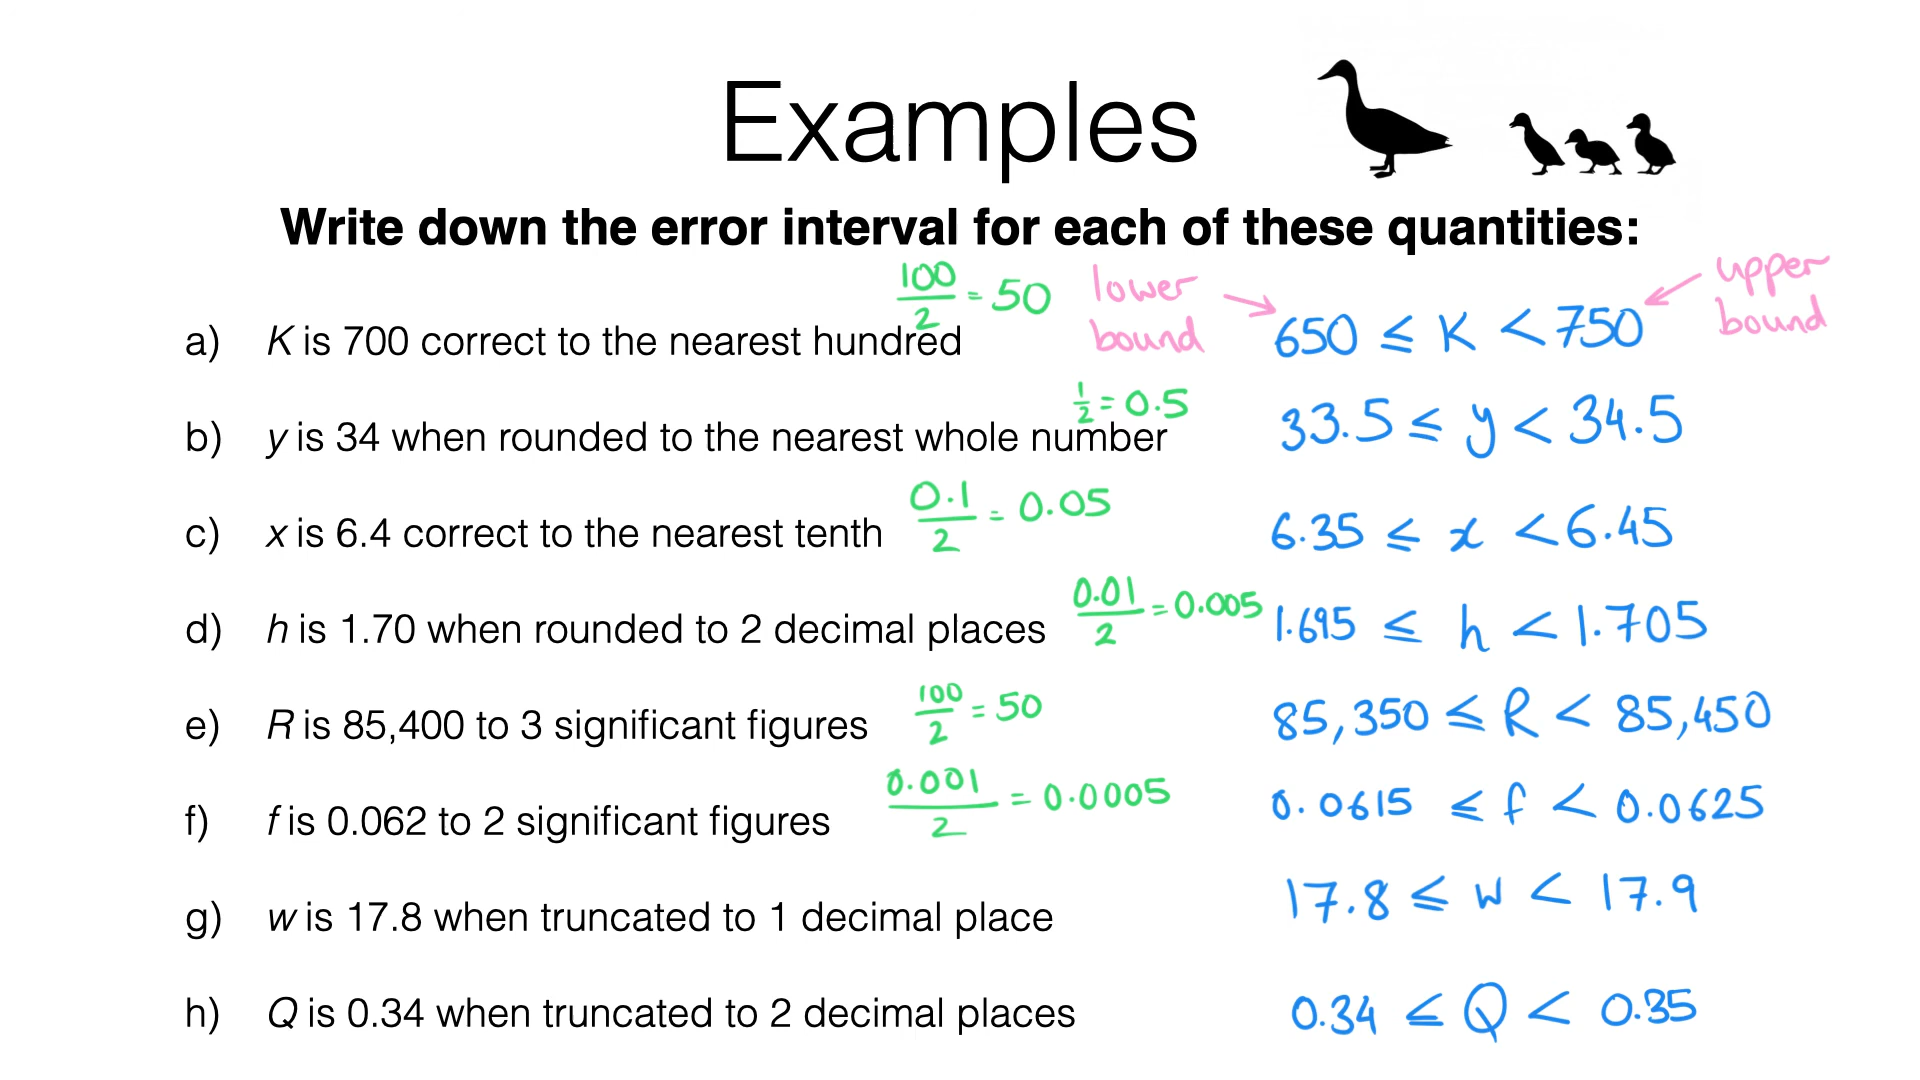 Examples
Write down the error interval for each of these quantities:
100/2 = 50
lower bound
upper bound
a) K is 700 correct to the nearest hundred
650 ≤ K < 750
1/2 = 0.5
b) y is 34 when rounded to the nearest whole number
33.5 ≤ y < 34.5
0.1/2 = 0.05
c) x is 6.4 correct to the nearest tenth
6.35 ≤ x < 6.45
0.01/2 = 0.005
d) h is 1.70 when rounded to 2 decimal places
1.695 ≤ h < 1.705
100/2 = 50
e) R is 85,400 to 3 significant figures
85,350 ≤ R < 85,450
0.001/2 = 0.0005
f) f is 0.062 to 2 significant figures
0.0615 ≤ f < 0.0625
g) w is 17.8 when truncated to 1 decimal place
17.8 ≤ w < 17.9
h) Q is 0.34 when truncated to 2 decimal places
0.34 ≤ Q < 0.35